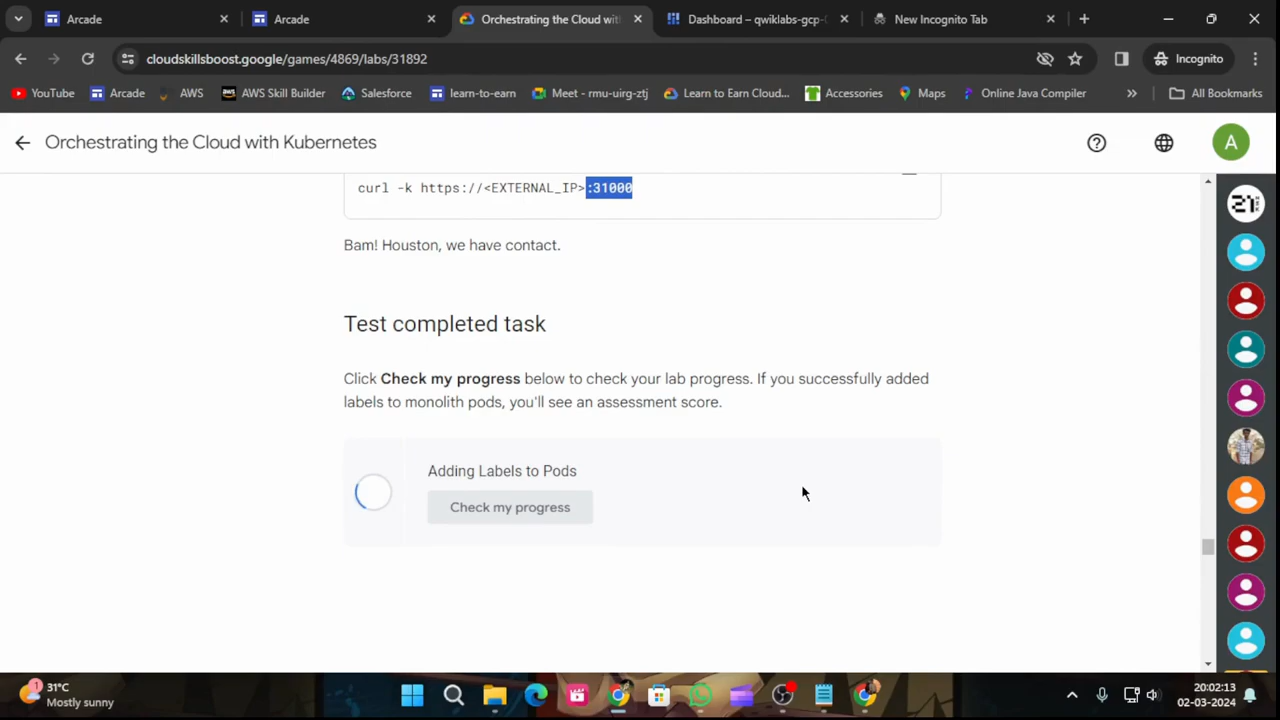 Arcade
Arcade
Orchestrating the Cloud wit
Dashboard – qwiklabs-gcp-
New Incognito Tab
cloudskillsboost.google/games/4869/labs/31892
Incognito
YouTube
Arcade
AWS
AWS Skill Builder
Salesforce
learn-to-earn
Meet - rmu-uirg-ztj
Learn to Earn Cloud...
Accessories
Maps
Online Java Compiler
All Bookmarks
Orchestrating the Cloud with Kubernetes
A
curl -k https://<EXTERNAL_IP>:31000
Bam! Houston, we have contact.
Test completed task
Click Check my progress below to check your lab progress. If you successfully added
labels to monolith pods, you'll see an assessment score.
Adding Labels to Pods
Check my progress
1
31°C
Mostly sunny
20:02:13
02-03-2024